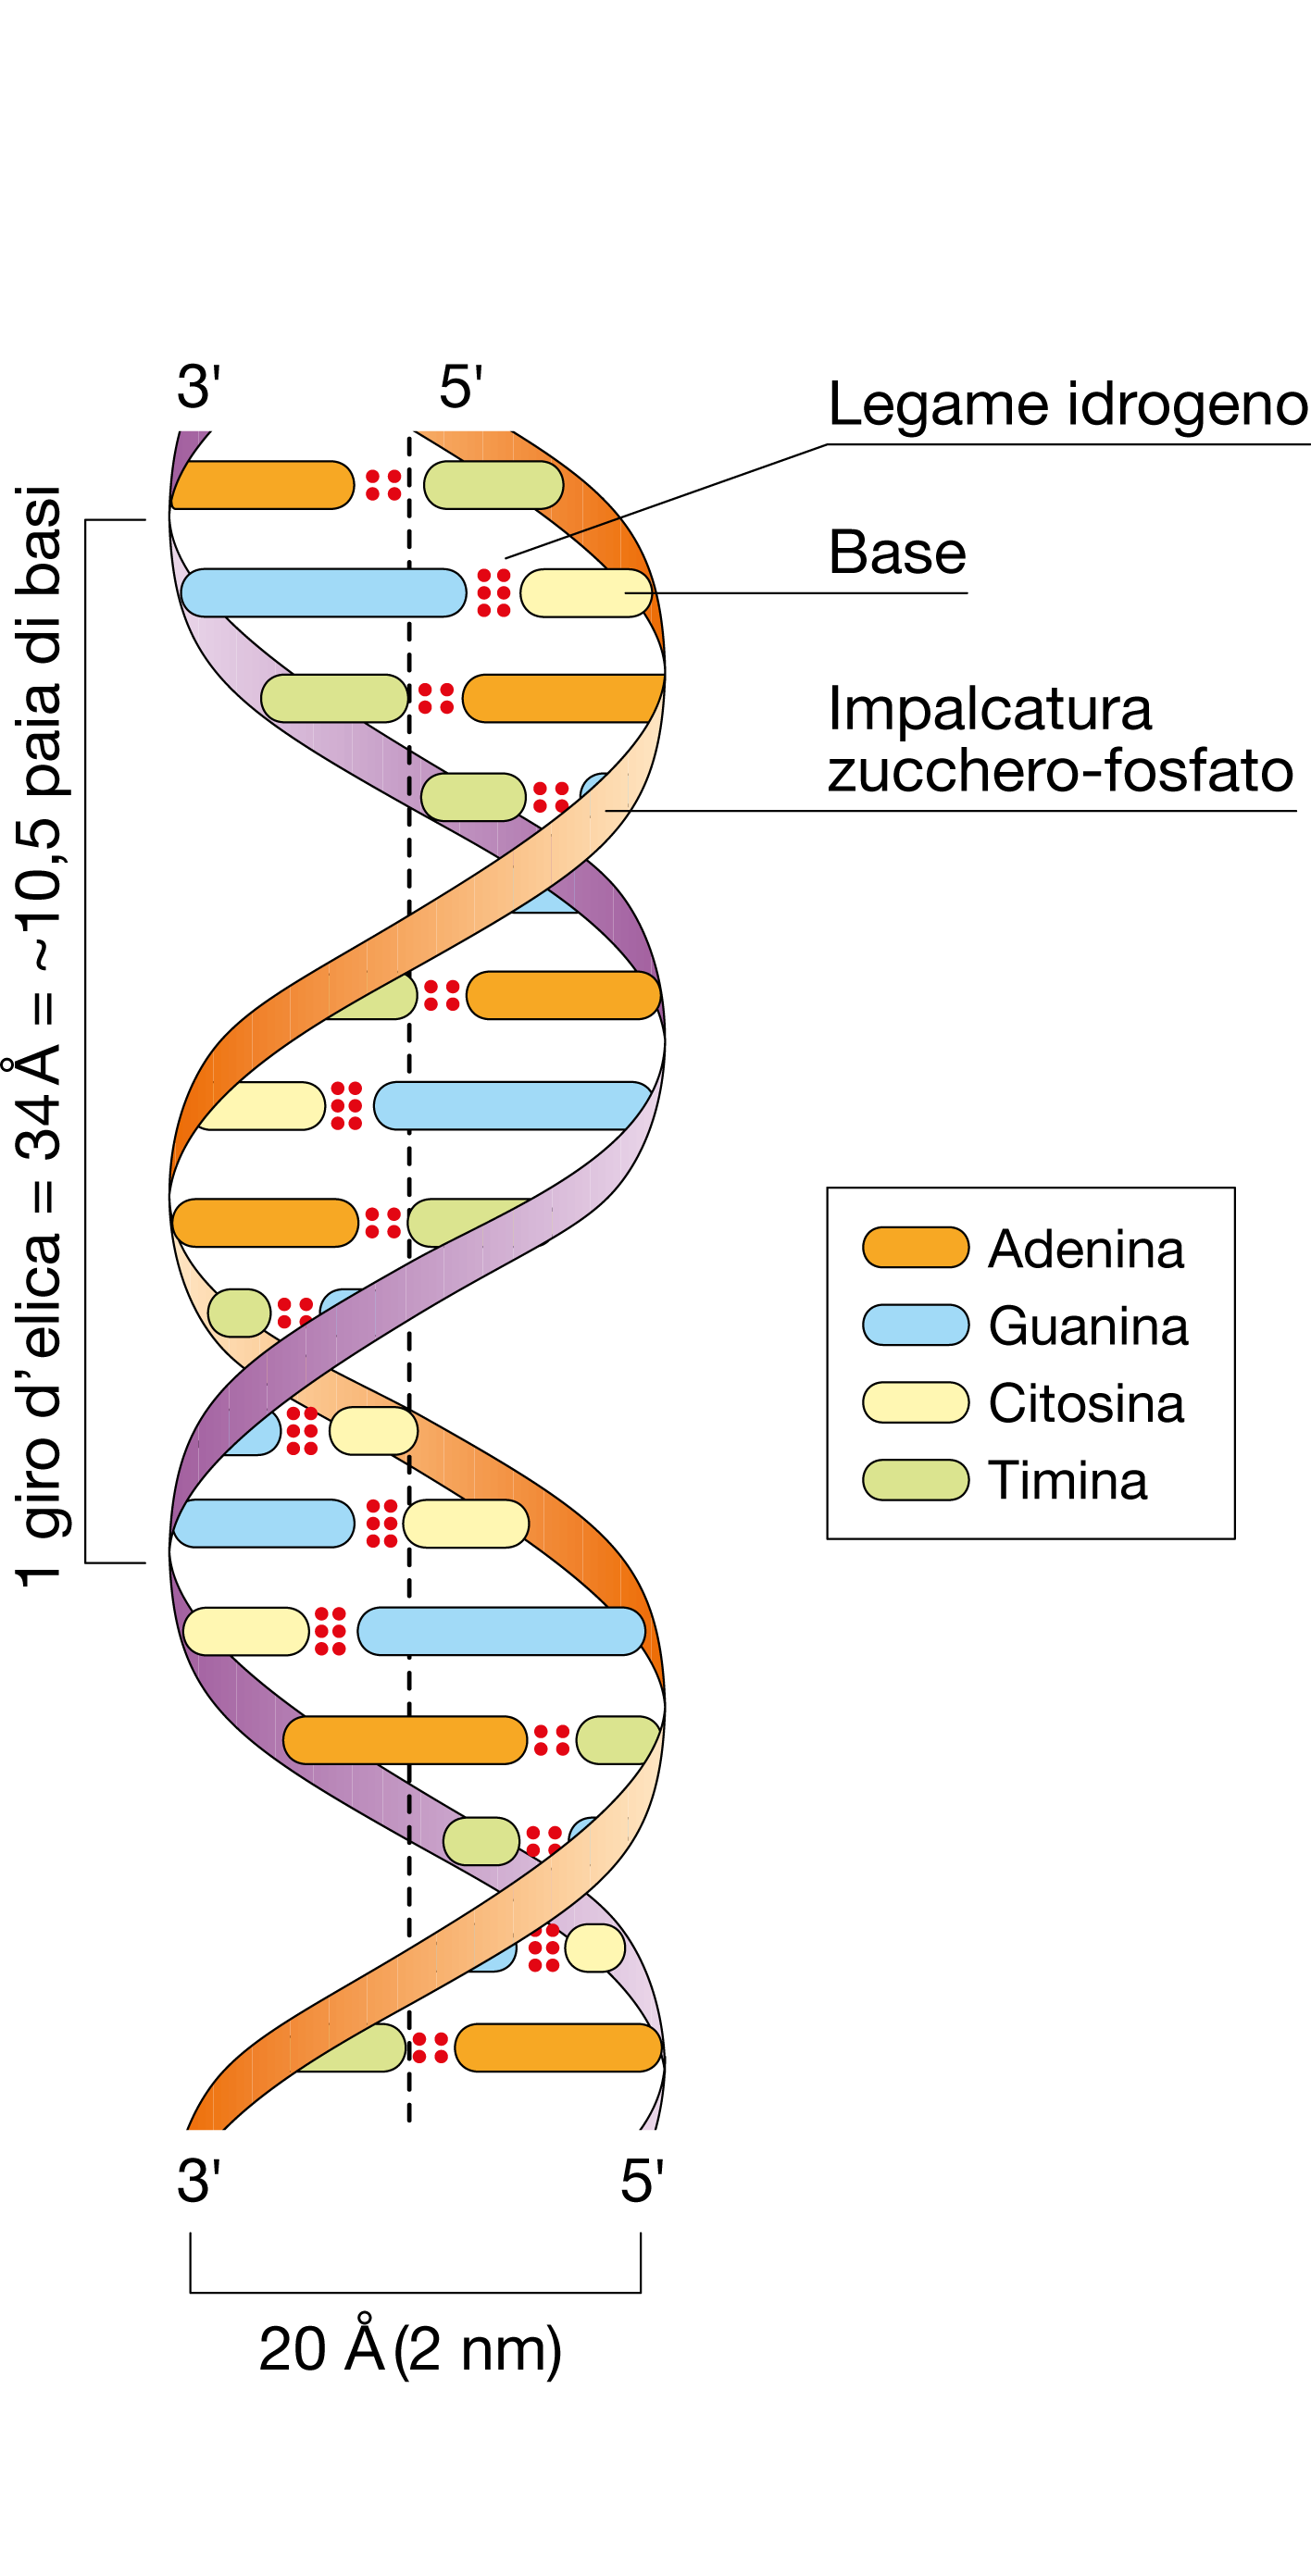 3' 5'
Legame idrogeno
Base
Impalcatura
zucchero-fosfato
1 giro d’elica = 34 Å = ~10,5 paia di basi
Adenina
Guanina
Citosina
Timina
3' 5'
20 Å (2 nm)